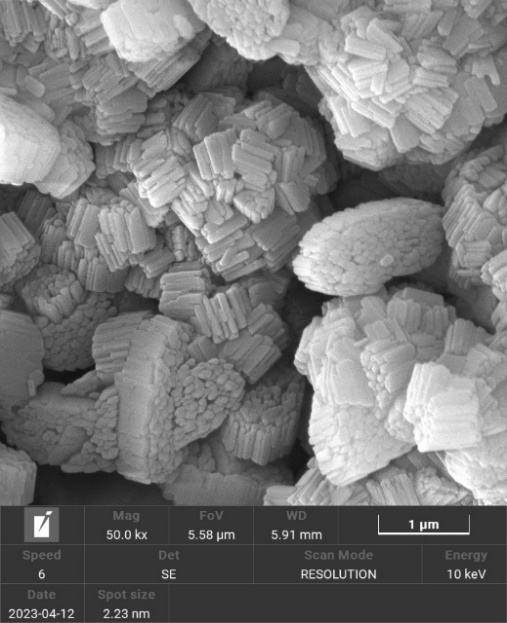 Mag FoV WD 1 µm
50.0 kx 5.58 µm 5.91 mm
Speed Det Scan Mode Energy
6 SE RESOLUTION 10 keV
Date Spot size
2023-04-12 2.23 nm